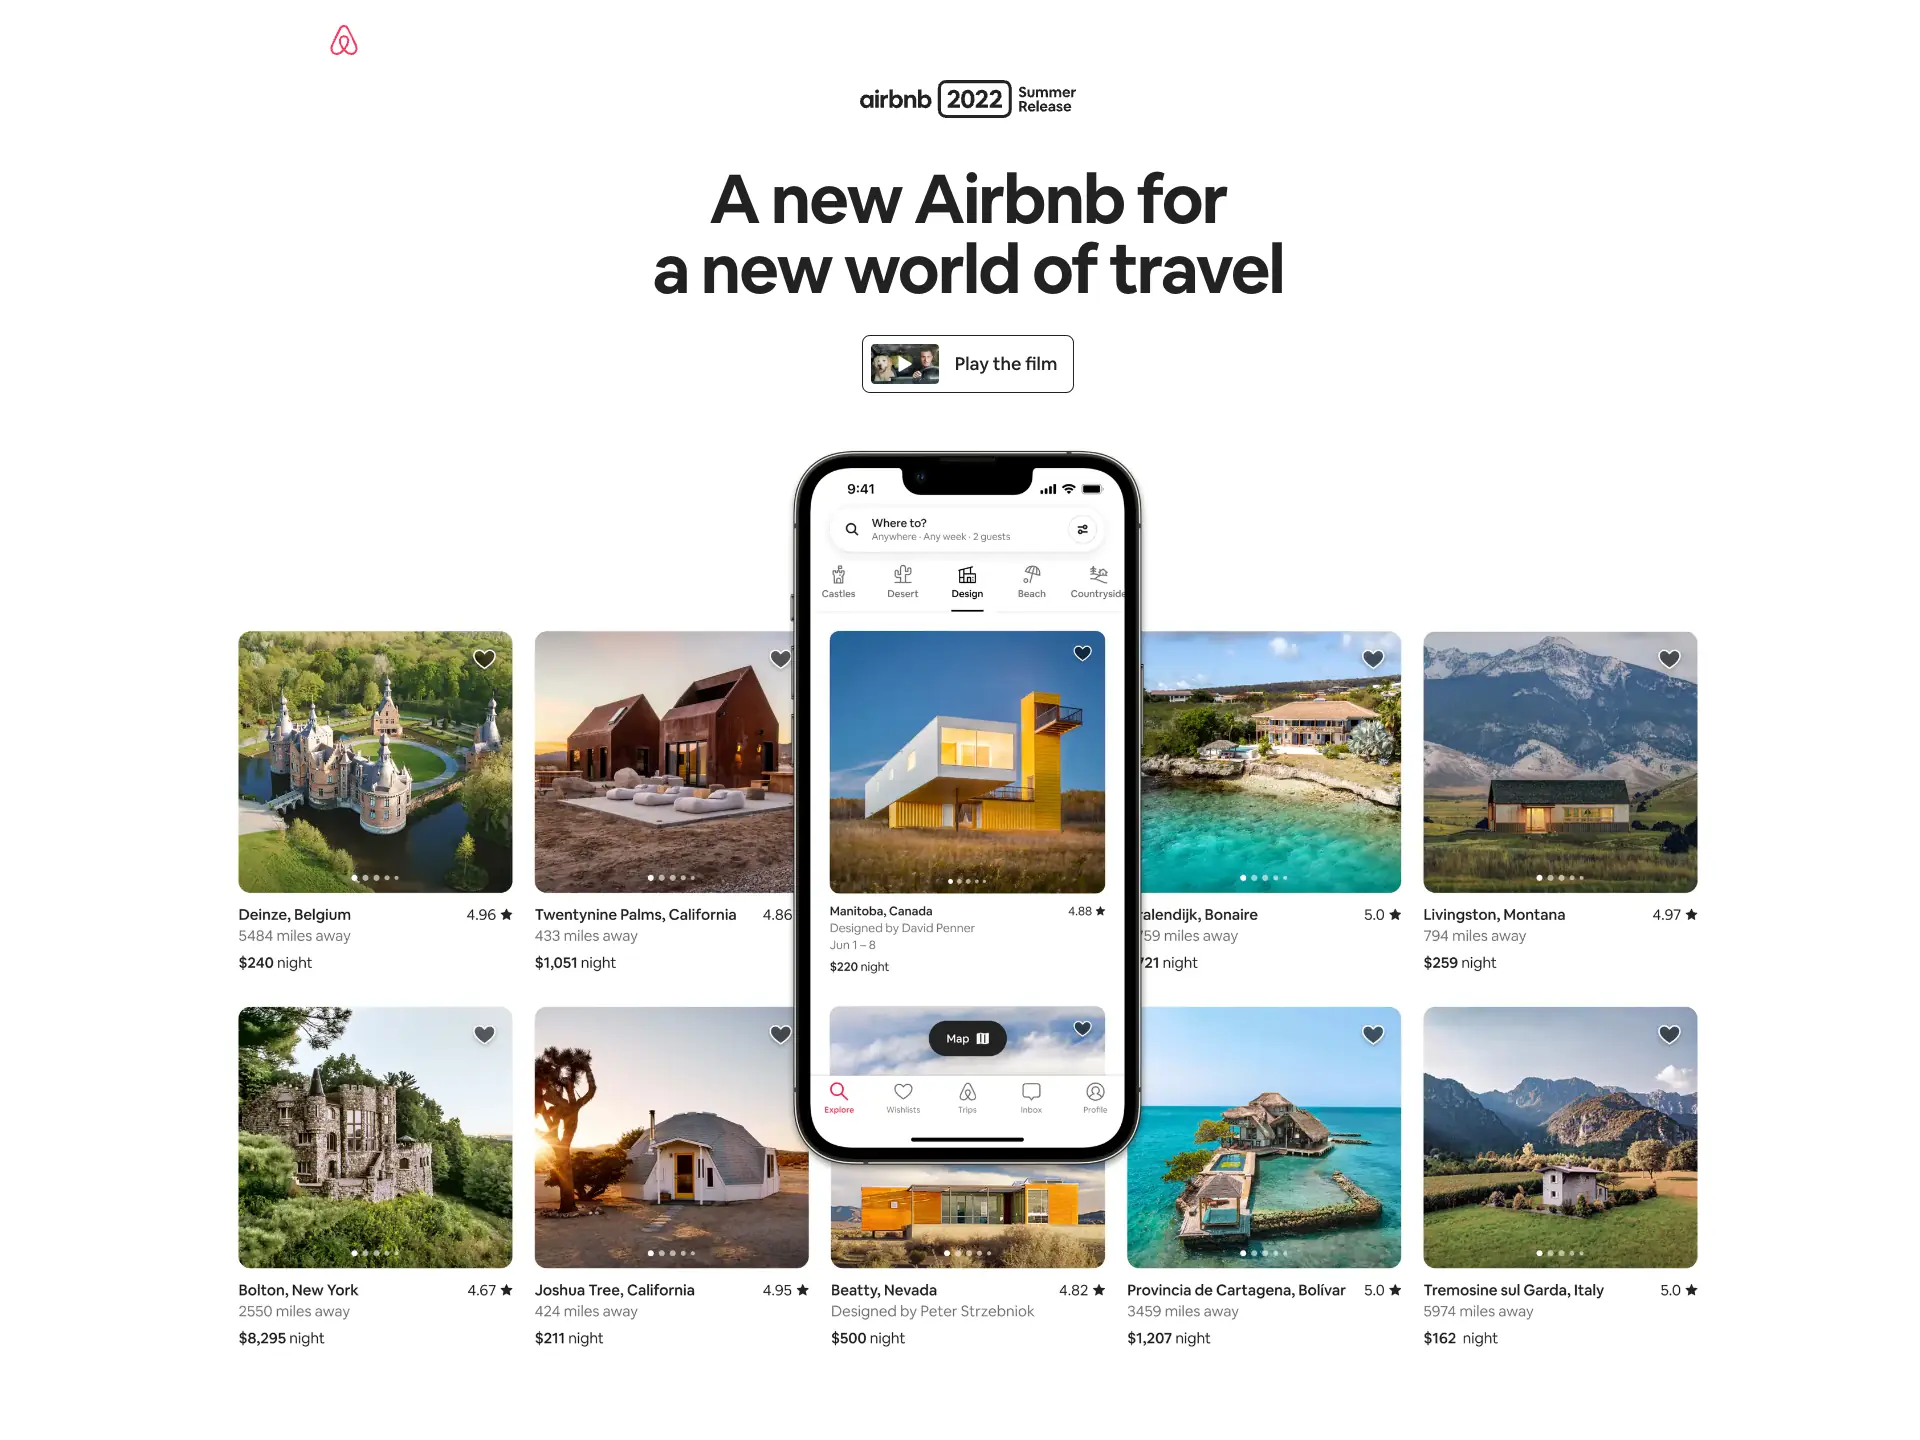 airbnb 2022 Summer Release
A new Airbnb for
a new world of travel
Play the film
9:41
Where to?
Anywhere · Any week · 2 guests
Castles Desert Design Beach Countryside
Deinze, Belgium 4.96 ★
5484 miles away
$240 night
Twentynine Palms, California 4.86
433 miles away
$1,051 night
Manitoba, Canada 4.88 ★
Designed by David Penner
Jun 1 – 8
$220 night
alendijk, Bonaire 5.0 ★
59 miles away
721 night
Livingston, Montana 4.97 ★
794 miles away
$259 night
Map
Explore Wishlists Trips Inbox Profile
Bolton, New York 4.67 ★
2550 miles away
$8,295 night
Joshua Tree, California 4.95 ★
424 miles away
$211 night
Beatty, Nevada 4.82 ★
Designed by Peter Strzebniok
$500 night
Provincia de Cartagena, Bolívar 5.0 ★
3459 miles away
$1,207 night
Tremosine sul Garda, Italy 5.0 ★
5974 miles away
$162 night